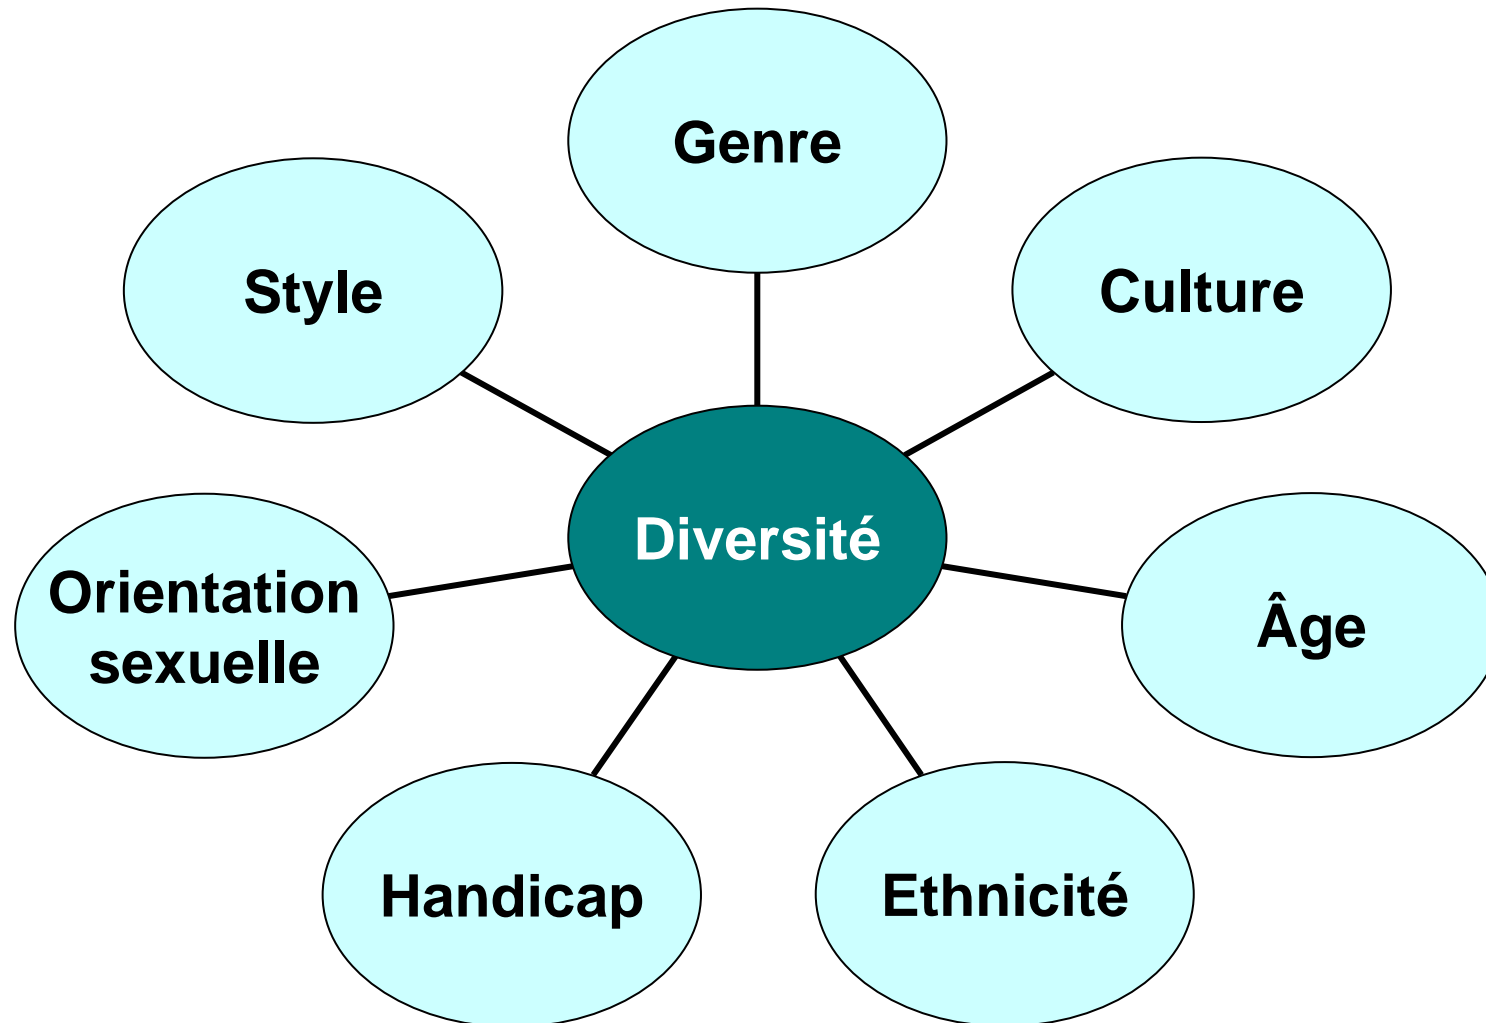 Genre
Style
Culture
Diversité
Orientation
sexuelle
Âge
Handicap
Ethnicité